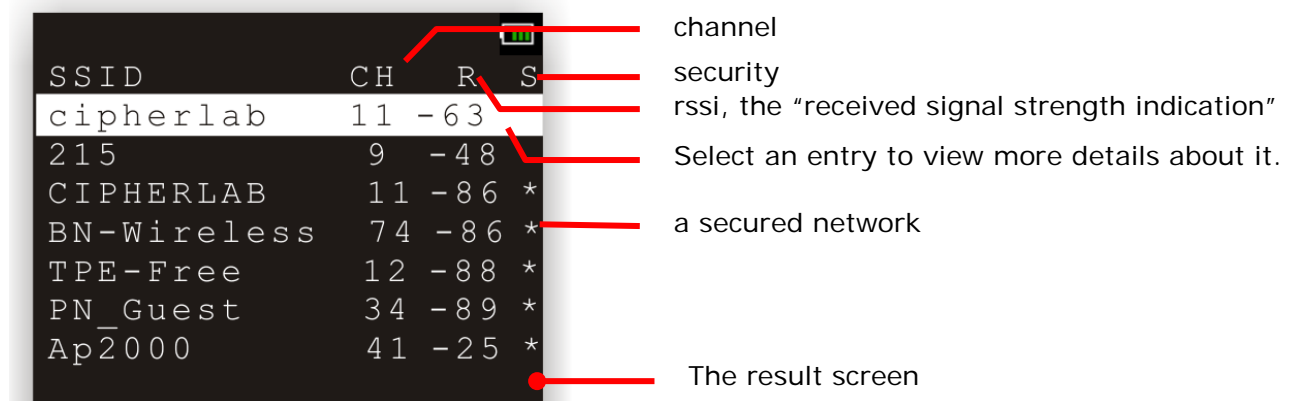 channel
SSID CH R S
security
cipherlab 11 -63
rssi, the “received signal strength indication”
215 9 -48
Select an entry to view more details about it.
CIPHERLAB 11 -86 *
BN-Wireless 74 -86 *
a secured network
TPE-Free 12 -88 *
PN_Guest 34 -89 *
Ap2000 41 -25 *
The result screen